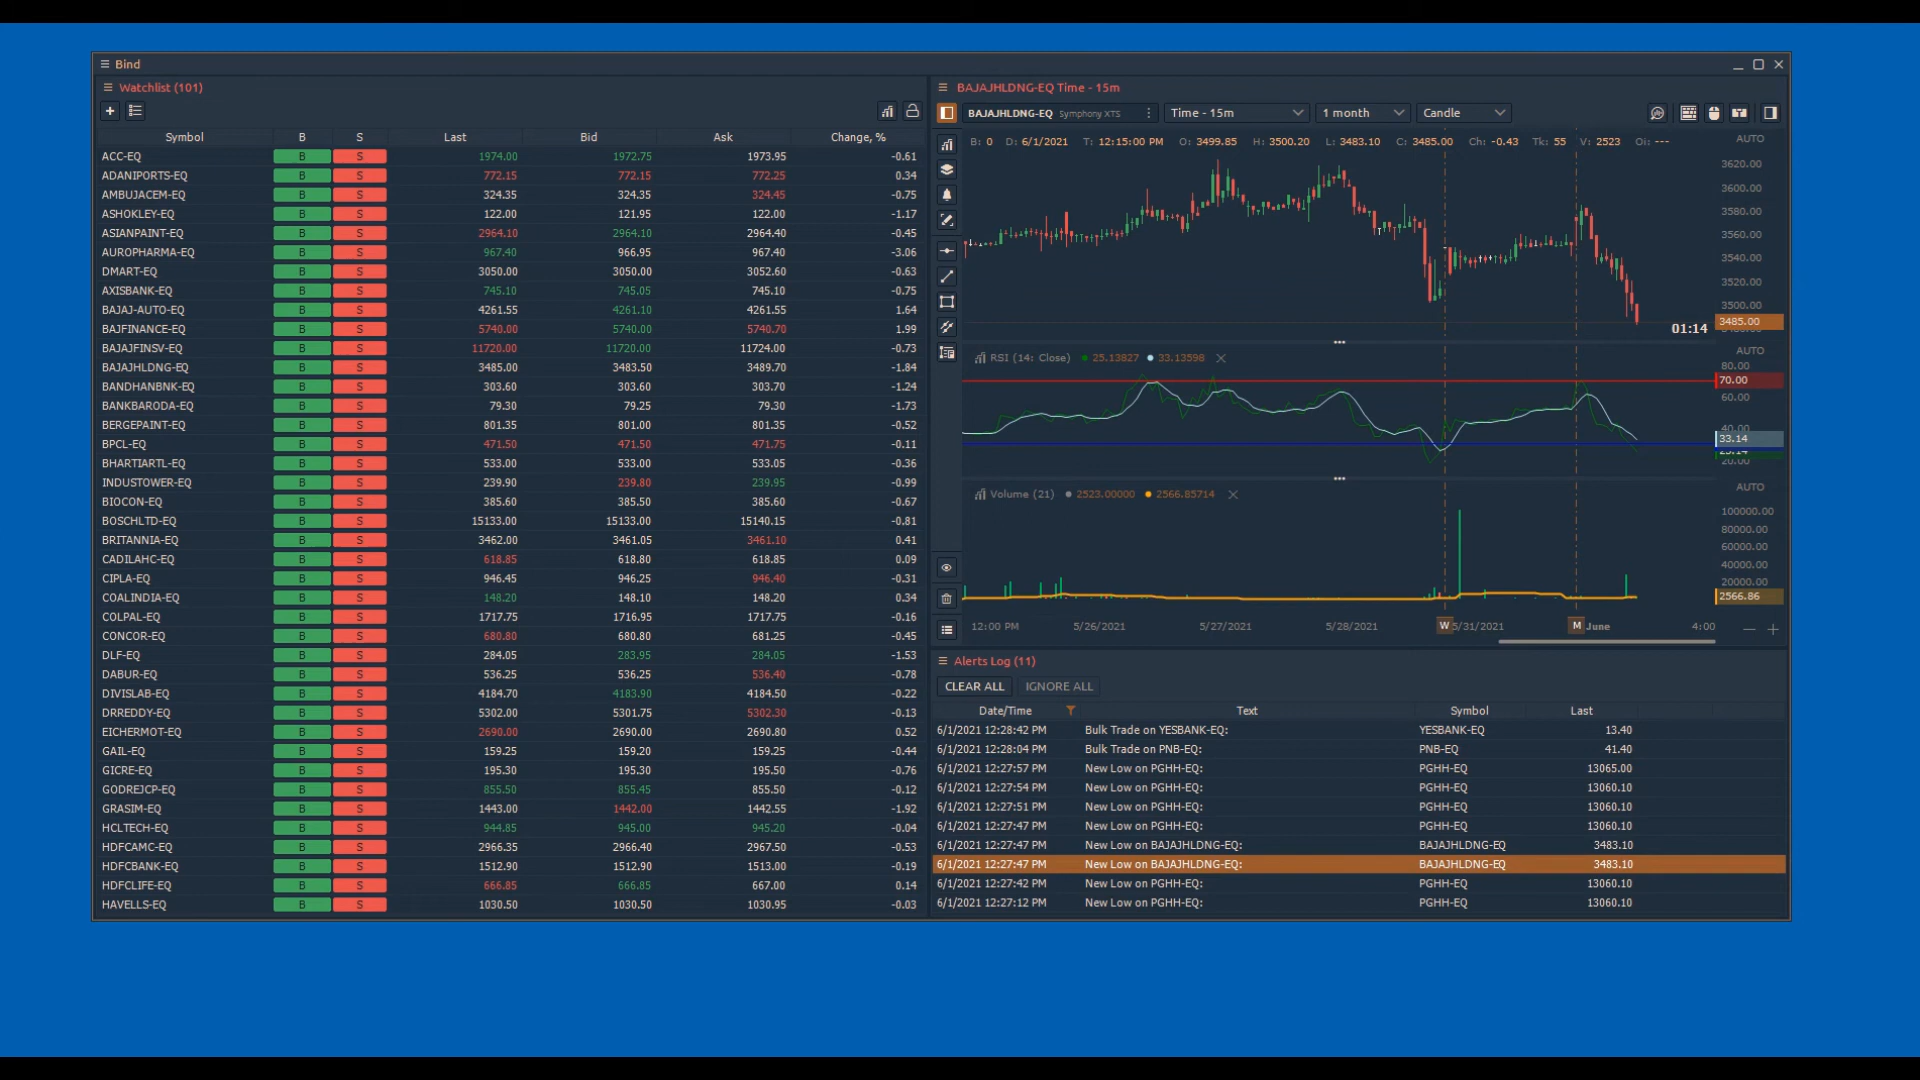 Bind
Watchlist (101)
Symbol B S Last Bid Ask Change, %
ACC-EQ B S 1974.00 1972.75 1973.95 -0.61
ADANIPORTS-EQ B S 772.15 772.15 772.25 0.34
AMBUJACEM-EQ B S 324.35 324.35 324.45 -0.75
ASHOKLEY-EQ B S 122.00 121.95 122.00 -1.17
ASIANPAINT-EQ B S 2964.10 2964.10 2964.40 -0.45
AUROPHARMA-EQ B S 967.40 966.95 967.40 -3.06
DMART-EQ B S 3050.00 3050.00 3052.60 -0.63
AXISBANK-EQ B S 745.10 745.05 745.10 -0.75
BAJAJ-AUTO-EQ B S 4261.55 4261.10 4261.55 1.64
BAJFINANCE-EQ B S 5740.00 5740.00 5740.70 1.99
BAJAJFINSV-EQ B S 11720.00 11720.00 11724.00 -0.73
BAJAJHLDNG-EQ B S 3485.00 3483.50 3489.70 -1.84
BANDHANBNK-EQ B S 303.60 303.60 303.70 -1.24
BANKBARODA-EQ B S 79.30 79.25 79.30 -1.73
BERGEPAINT-EQ B S 801.35 801.00 801.35 -0.52
BPCL-EQ B S 471.50 471.50 471.75 -0.11
BHARTIARTL-EQ B S 533.00 533.00 533.05 -0.36
INDUSTOWER-EQ B S 239.90 239.80 239.95 -0.99
BIOCON-EQ B S 385.60 385.50 385.60 -0.67
BOSCHLTD-EQ B S 15133.00 15133.00 15140.15 -0.81
BRITANNIA-EQ B S 3462.00 3461.05 3461.10 0.41
CADILAHC-EQ B S 618.85 618.80 618.85 0.09
CIPLA-EQ B S 946.45 946.25 946.40 -0.31
COALINDIA-EQ B S 148.20 148.10 148.20 0.34
COLPAL-EQ B S 1717.75 1716.95 1717.75 -0.16
CONCOR-EQ B S 680.80 680.80 681.25 -0.45
DLF-EQ B S 284.05 283.95 284.05 -1.53
DABUR-EQ B S 536.25 536.25 536.40 -0.78
DIVISLAB-EQ B S 4184.70 4183.90 4184.50 -0.22
DRREDDY-EQ B S 5302.00 5301.75 5302.30 -0.13
EICHERMOT-EQ B S 2690.00 2690.00 2690.80 0.52
GAIL-EQ B S 159.25 159.20 159.25 -0.44
GICRE-EQ B S 195.30 195.30 195.50 -0.76
GODREJCP-EQ B S 855.50 855.45 855.50 -0.12
GRASIM-EQ B S 1443.00 1442.00 1442.55 -1.92
HCLTECH-EQ B S 944.85 945.00 945.20 -0.04
HDFCAMC-EQ B S 2966.35 2966.40 2967.50 -0.53
HDFCBANK-EQ B S 1512.90 1512.90 1513.00 -0.19
HDFCLIFE-EQ B S 666.85 666.85 667.00 0.14
HAVELLS-EQ B S 1030.50 1030.50 1030.95 -0.03
BAJAJHLDNG-EQ Time - 15m
BAJAJHLDNG-EQ Symphony XTS Time - 15m 1 month Candle
B: 0 D: 6/1/2021 T: 12:15:00 PM O: 3499.85 H: 3500.20 L: 3483.10 C: 3485.00 Ch: -0.43 Tk: 55 V: 2523 Oi: ---
AUTO
3620.00
3600.00
3580.00
3560.00
3540.00
3520.00
3500.00
01:14 3485.00
RSI (14: Close) 25.13827 33.13598
AUTO
80.00
70.00
60.00
40.00
33.14
20.00
Volume (21) 2523.00000 2566.85714
AUTO
100000.00
80000.00
60000.00
40000.00
20000.00
2566.86
12:00 PM 5/26/2021 5/27/2021 5/28/2021 W 5/31/2021 M June 4:00
Alerts Log (11)
CLEAR ALL IGNORE ALL
Date/Time Text Symbol Last
6/1/2021 12:28:42 PM Bulk Trade on YESBANK-EQ: YESBANK-EQ 13.40
6/1/2021 12:28:04 PM Bulk Trade on PNB-EQ: PNB-EQ 41.40
6/1/2021 12:27:57 PM New Low on PGHH-EQ: PGHH-EQ 13065.00
6/1/2021 12:27:54 PM New Low on PGHH-EQ: PGHH-EQ 13060.10
6/1/2021 12:27:51 PM New Low on PGHH-EQ: PGHH-EQ 13060.10
6/1/2021 12:27:47 PM New Low on PGHH-EQ: PGHH-EQ 13060.10
6/1/2021 12:27:47 PM New Low on BAJAJHLDNG-EQ: BAJAJHLDNG-EQ 3483.10
6/1/2021 12:27:47 PM New Low on BAJAJHLDNG-EQ: BAJAJHLDNG-EQ 3483.10
6/1/2021 12:27:42 PM New Low on PGHH-EQ: PGHH-EQ 13060.10
6/1/2021 12:27:12 PM New Low on PGHH-EQ: PGHH-EQ 13060.10